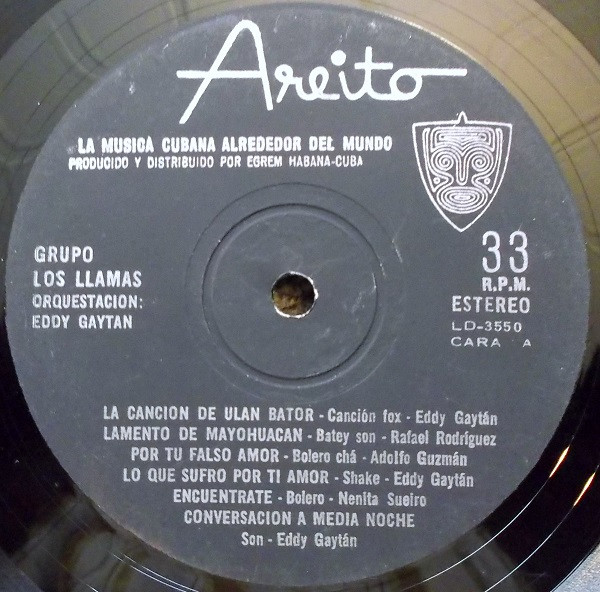 Areito
LA MUSICA CUBANA ALREDEDOR DEL MUNDO
PRODUCIDO Y DISTRIBUIDO POR EGREM HABANA-CUBA
GRUPO
LOS LLAMAS
ORQUESTACION:
EDDY GAYTAN
33
R.P.M.
ESTEREO
LD-3550
CARA A
LA CANCION DE ULAN BATOR - Canción fox - Eddy Gaytán
LAMENTO DE MAYOHUACAN - Batey son - Rafael Rodríguez
POR TU FALSO AMOR - Bolero chá - Adolfo Guzmán
LO QUE SUFRO POR TI AMOR - Shake - Eddy Gaytán
ENCUENTRATE - Bolero - Nenita Sueiro
CONVERSACION A MEDIA NOCHE
Son - Eddy Gaytán